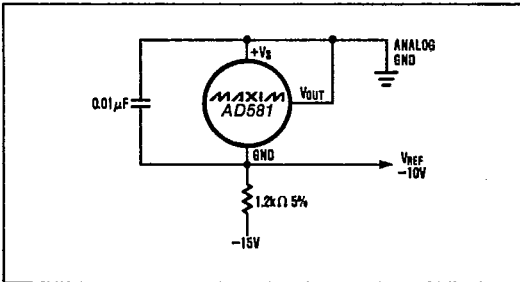 ANALOG
GND
+VS
0.01μF
MAXIM
AD581
VOUT
GND
VREF
-10V
1.2kΩ 5%
-15V